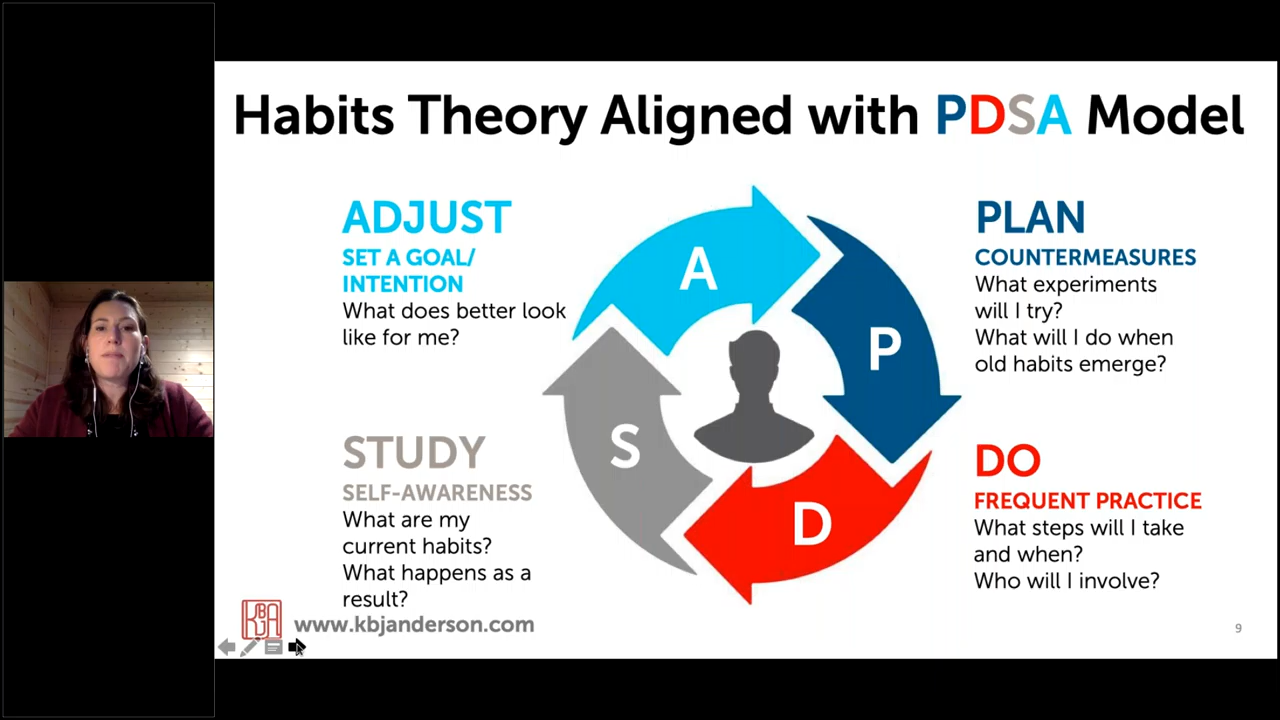 Habits Theory Aligned with PDSA Model
ADJUST
SET A GOAL/
INTENTION
What does better look
like for me?
PLAN
COUNTERMEASURES
What experiments
will I try?
What will I do when
old habits emerge?
A
P
S
D
STUDY
SELF-AWARENESS
What are my
current habits?
What happens as a
result?
DO
FREQUENT PRACTICE
What steps will I take
and when?
Who will I involve?
KBJA
www.kbjanderson.com
9